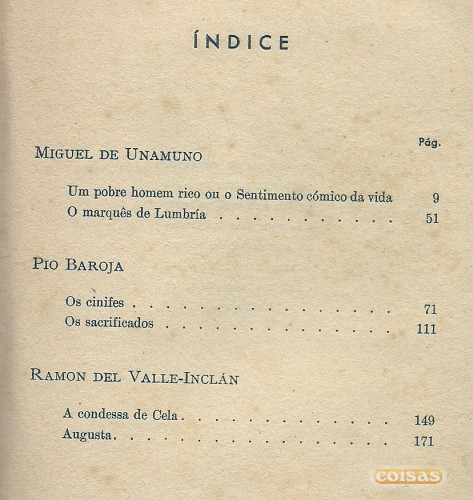 ÍNDICE
Pág.
MIGUEL DE UNAMUNO
Um pobre homem rico ou o Sentimento cómico da vida 9
O marquês de Lumbría . . . . . . . . . . . 51
PIO BAROJA
Os cinifes . . . . . . . . . . . . . . . 71
Os sacrificados . . . . . . . . . . . . . 111
RAMON DEL VALLE-INCLÁN
A condessa de Cela . . . . . . . . . . . . 149
Augusta . . . . . . . . . . . . . . . . 171
coisas